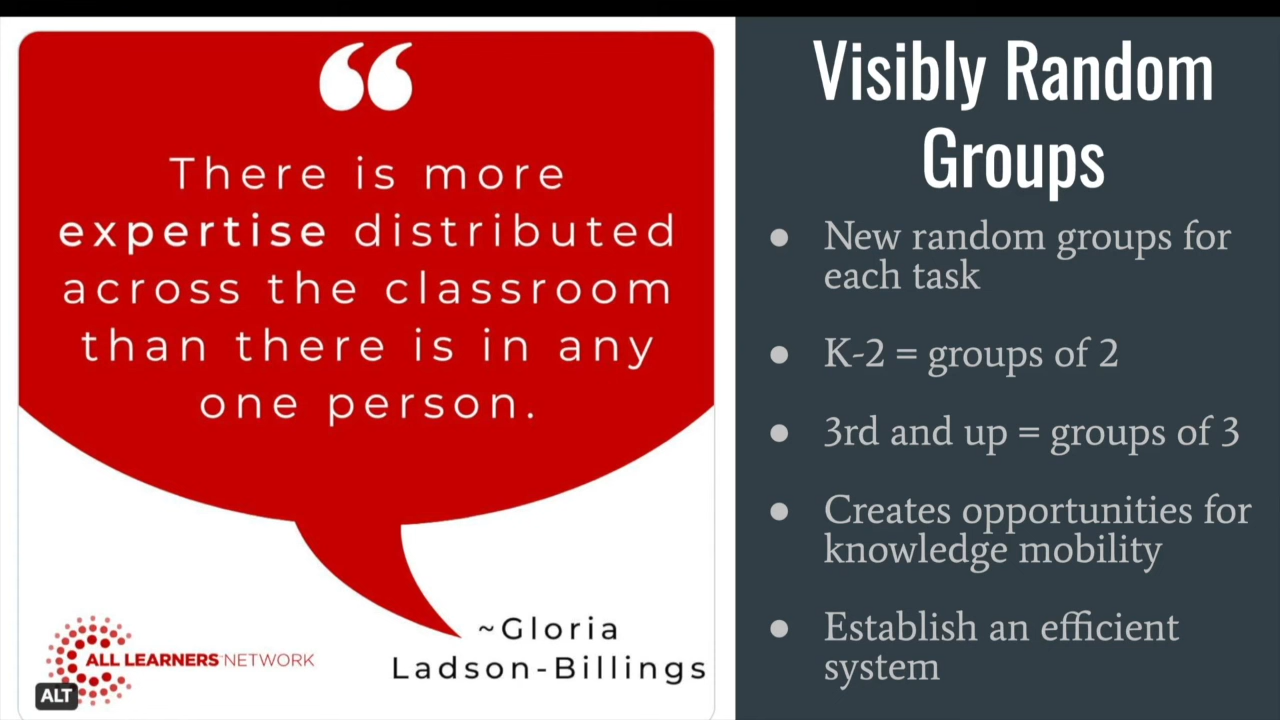 “
There is more
expertise distributed
across the classroom
than there is in any
one person.
~Gloria
Ladson-Billings
ALL LEARNERS NETWORK
ALT
Visibly Random
Groups
● New random groups for
each task
● K-2 = groups of 2
● 3rd and up = groups of 3
● Creates opportunities for
knowledge mobility
● Establish an efficient
system